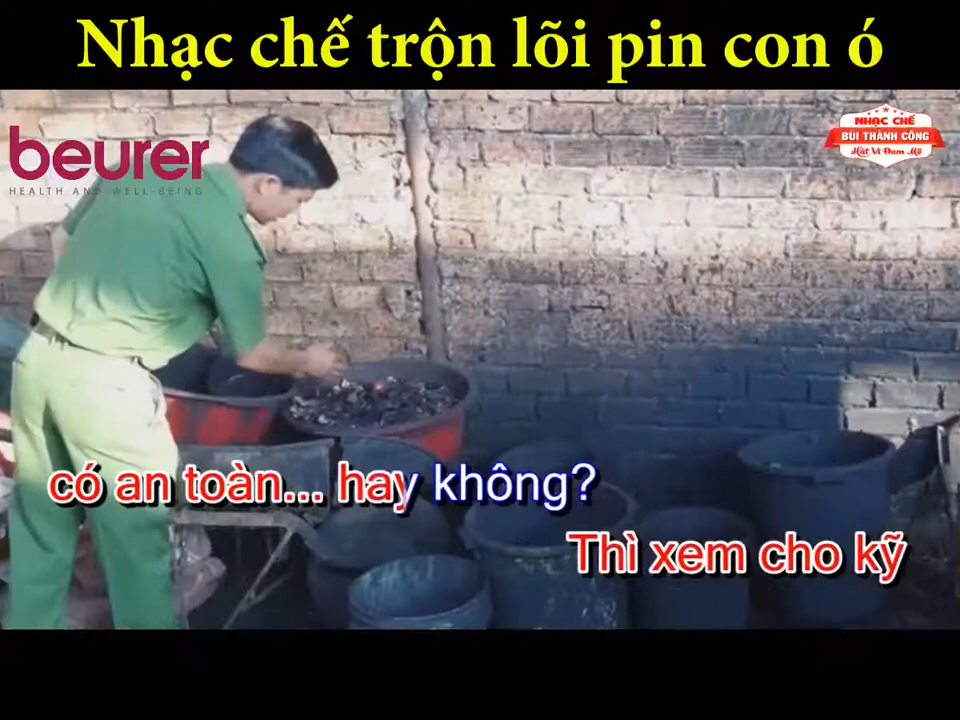 Nhạc chế trộn lõi pin con ó
beurer
HEALTH AND WELL-BEING
NHẠC CHẾ
BÙI THÀNH CÔNG
Hát Vì Đam Mê
có an toàn... hay không?
Thì xem cho kỹ